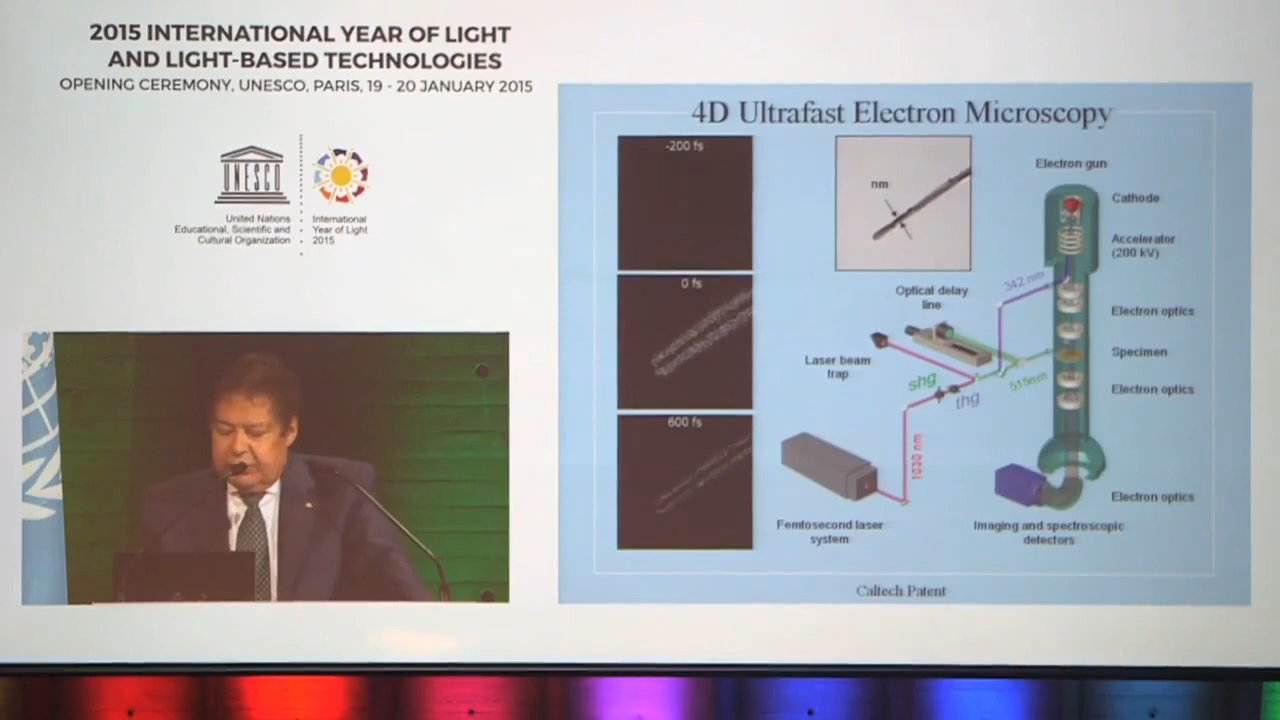 2015 INTERNATIONAL YEAR OF LIGHT
AND LIGHT-BASED TECHNOLOGIES
OPENING CEREMONY, UNESCO, PARIS, 19 - 20 JANUARY 2015
UNESCO
United Nations
Educational, Scientific and
Cultural Organization
International
Year of Light
2015
4D Ultrafast Electron Microscopy
-200 fs
0 fs
600 fs
nm
Electron gun
Cathode
Accelerator
(200 kV)
342 nm
Optical delay
line
Electron optics
Laser beam
trap
Specimen
515nm
shg
thg
Electron optics
1030 nm
Femtosecond laser
system
Imaging and spectroscopic
detectors
Electron optics
Caltech Patent